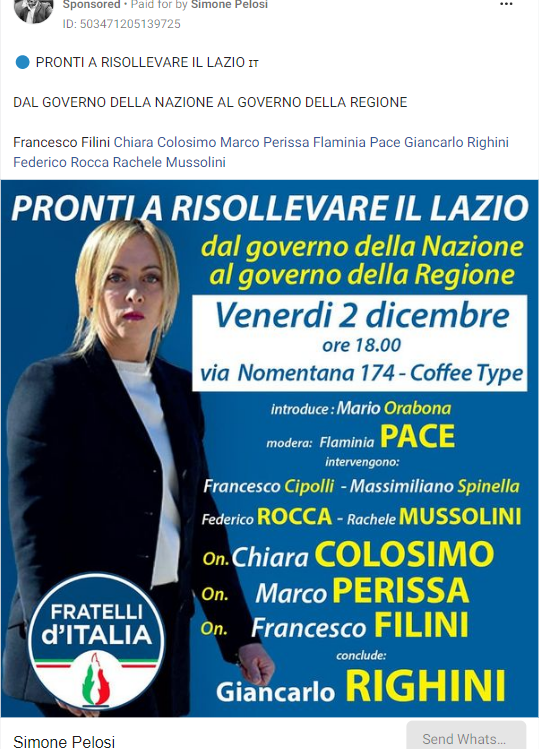 Sponsored • Paid for by Simone Pelosi
ID: 503471205139725
PRONTI A RISOLLEVARE IL LAZIO IT
DAL GOVERNO DELLA NAZIONE AL GOVERNO DELLA REGIONE
Francesco Filini Chiara Colosimo Marco Perissa Flaminia Pace Giancarlo Righini
Federico Rocca Rachele Mussolini
PRONTI A RISOLLEVARE IL LAZIO
dal governo della Nazione
al governo della Regione
Venerdi 2 dicembre
ore 18.00
via Nomentana 174 - Coffee Type
introduce: Mario Orabona
modera: Flaminia PACE
intervengono:
Francesco Cipolli - Massimiliano Spinella
Federico ROCCA - Rachele MUSSOLINI
On. Chiara COLOSIMO
On. Marco PERISSA
On. Francesco FILINI
conclude:
Giancarlo RIGHINI
FRATELLI
d'ITALIA
Simone Pelosi
Send Whats...